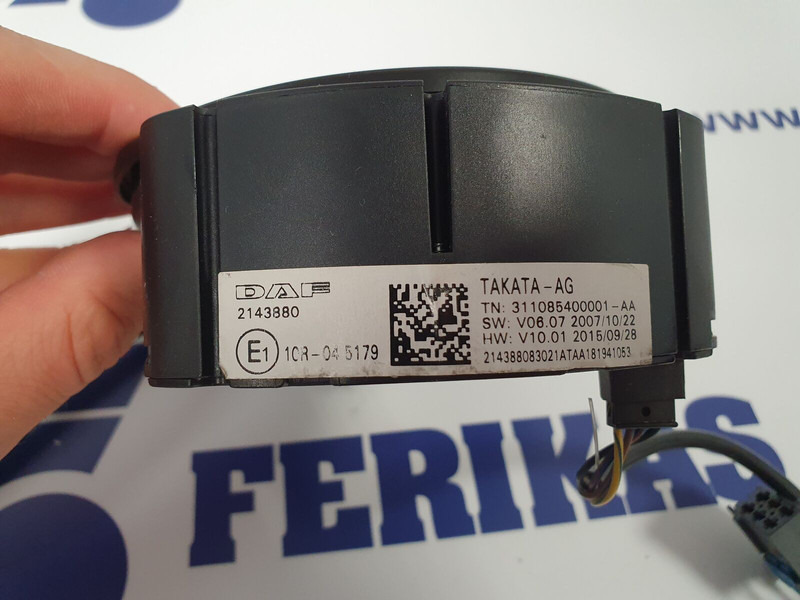 www
DAF
2143880
E1 10R-04 5179
TAKATA-AG
TN: 311085400001-AA
SW: V06.07 2007/10/22
HW: V10.01 2015/09/28
214388083021ATAA181941053
FERIKAS